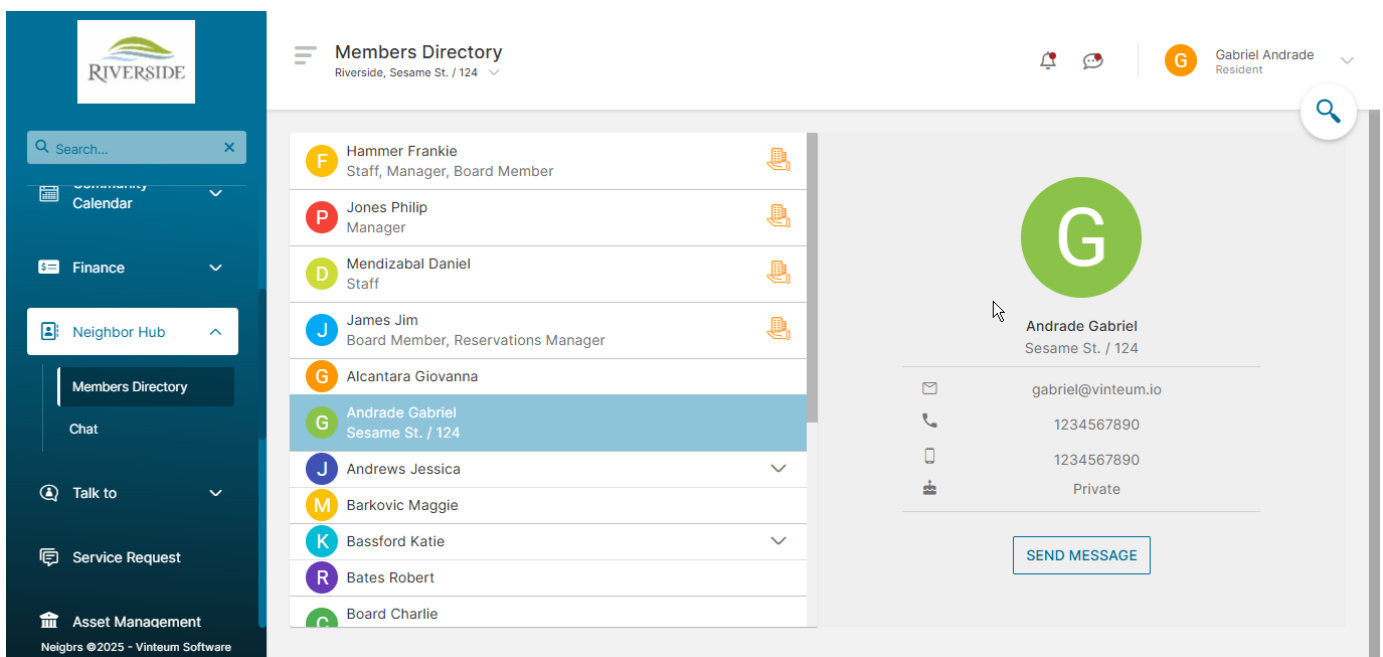 RIVERSIDE
Search...
Community
Calendar
Finance
Neighbor Hub
Members Directory
Chat
Talk to
Service Request
Asset Management
Neigbrs ©2025 - Vinteum Software
Members Directory
Riverside, Sesame St. / 124
G
Gabriel Andrade
Resident
F
Hammer Frankie
Staff, Manager, Board Member
P
Jones Philip
Manager
D
Mendizabal Daniel
Staff
J
James Jim
Board Member, Reservations Manager
G
Alcantara Giovanna
G
Andrade Gabriel
Sesame St. / 124
J
Andrews Jessica
M
Barkovic Maggie
K
Bassford Katie
R
Bates Robert
C
Board Charlie
G
Andrade Gabriel
Sesame St. / 124
gabriel@vinteum.io
1234567890
1234567890
Private
SEND MESSAGE